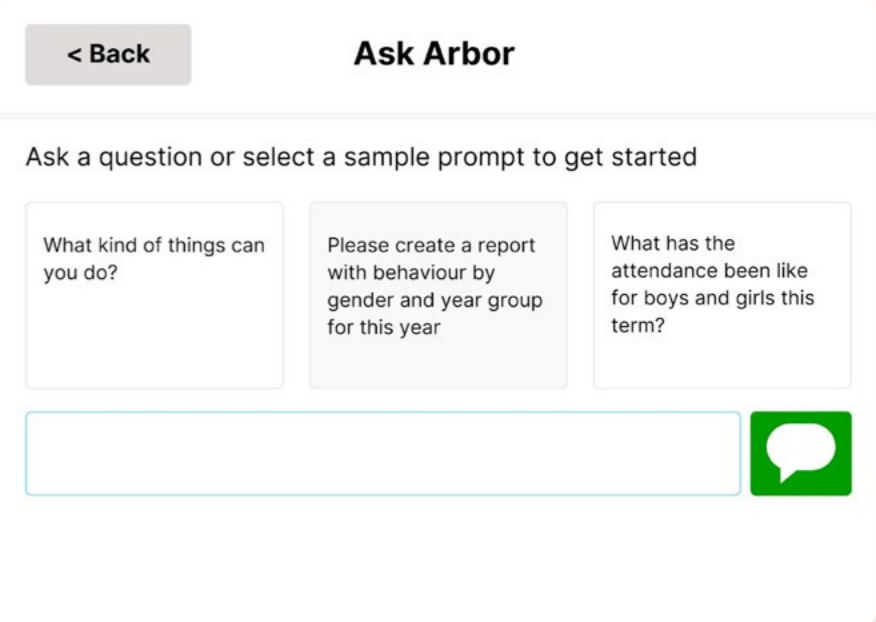 < Back
Ask Arbor
Ask a question or select a sample prompt to get started
What kind of things can
you do?
Please create a report
with behaviour by
gender and year group
for this year
What has the
attendance been like
for boys and girls this
term?